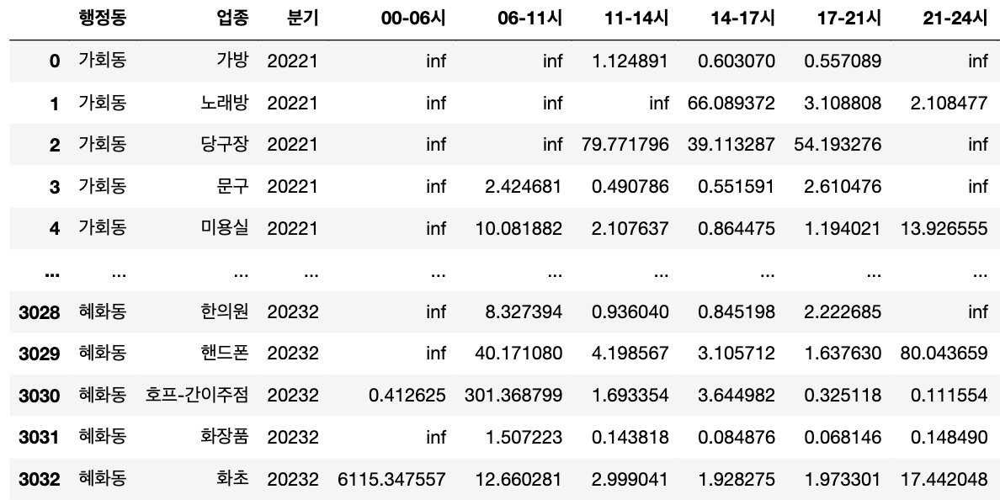 행정동 업종 분기 00-06시 06-11시 11-14시 14-17시 17-21시 21-24시
0 가회동 가방 20221 inf inf 1.124891 0.603070 0.557089 inf
1 가회동 노래방 20221 inf inf inf 66.089372 3.108808 2.108477
2 가회동 당구장 20221 inf inf 79.771796 39.113287 54.193276 inf
3 가회동 문구 20221 inf 2.424681 0.490786 0.551591 2.610476 inf
4 가회동 미용실 20221 inf 10.081882 2.107637 0.864475 1.194021 13.926555
... ... ... ... ... ... ... ... ... ...
3028 혜화동 한의원 20232 inf 8.327394 0.936040 0.845198 2.222685 inf
3029 혜화동 핸드폰 20232 inf 40.171080 4.198567 3.105712 1.637630 80.043659
3030 혜화동 호프-간이주점 20232 0.412625 301.368799 1.693354 3.644982 0.325118 0.111554
3031 혜화동 화장품 20232 inf 1.507223 0.143818 0.084876 0.068146 0.148490
3032 혜화동 화초 20232 6115.347557 12.660281 2.999041 1.928275 1.973301 17.442048